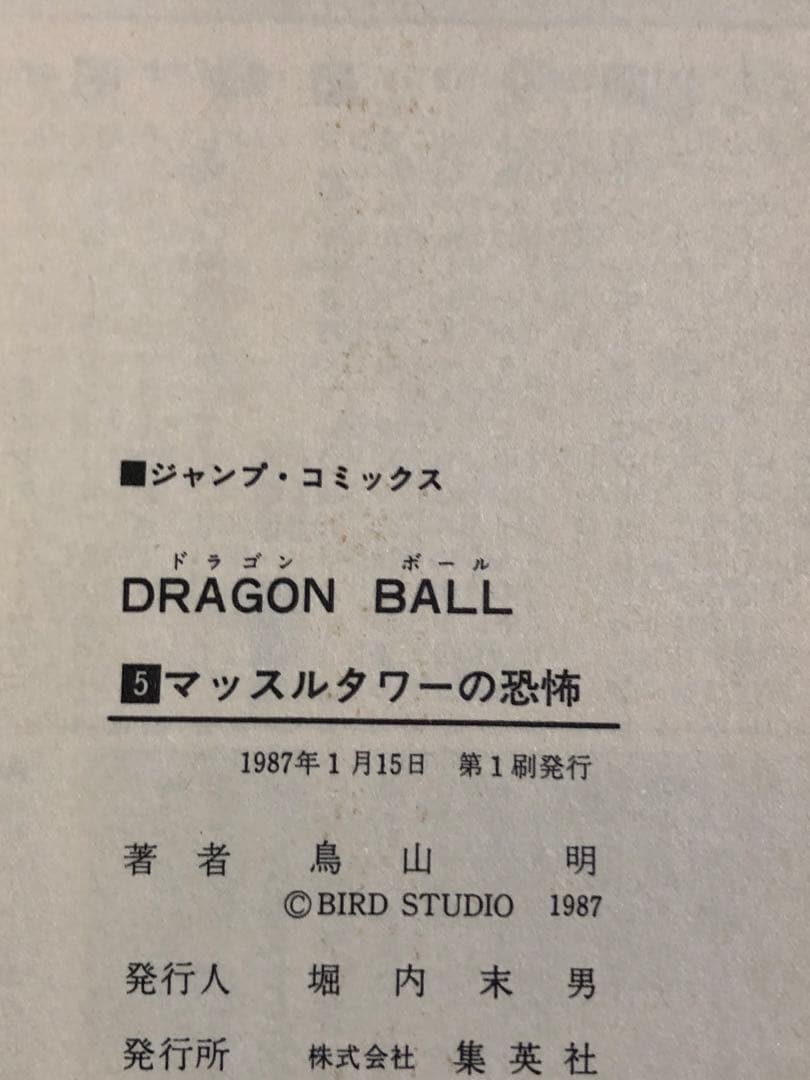 ■ジャンプ・コミックス
ドラゴン ボール
DRAGON BALL
5マッスルタワーの恐怖
1987年1月15日 第1刷発行
著者 鳥山 明
©BIRD STUDIO 1987
発行人 堀内末男
発行所 株式会社 集英社